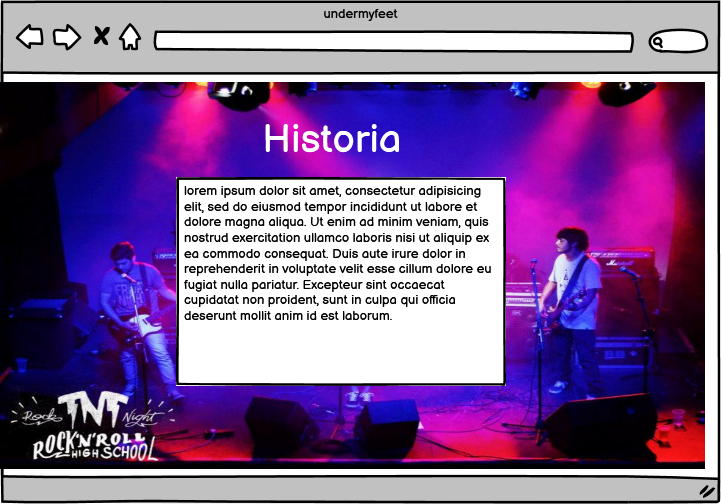 undermyfeet
Historia
lorem ipsum dolor sit amet, consectetur adipisicing
elit, sed do eiusmod tempor incididunt ut labore et
dolore magna aliqua. Ut enim ad minim veniam, quis
nostrud exercitation ullamco laboris nisi ut aliquip ex
ea commodo consequat. Duis aute irure dolor in
reprehenderit in voluptate velit esse cillum dolore eu
fugiat nulla pariatur. Excepteur sint occaecat
cupidatat non proident, sunt in culpa qui officia
deserunt mollit anim id est laborum.
Marshall
Rock TNT Night
ROCK'N'ROLL
HIGH SCHOOL